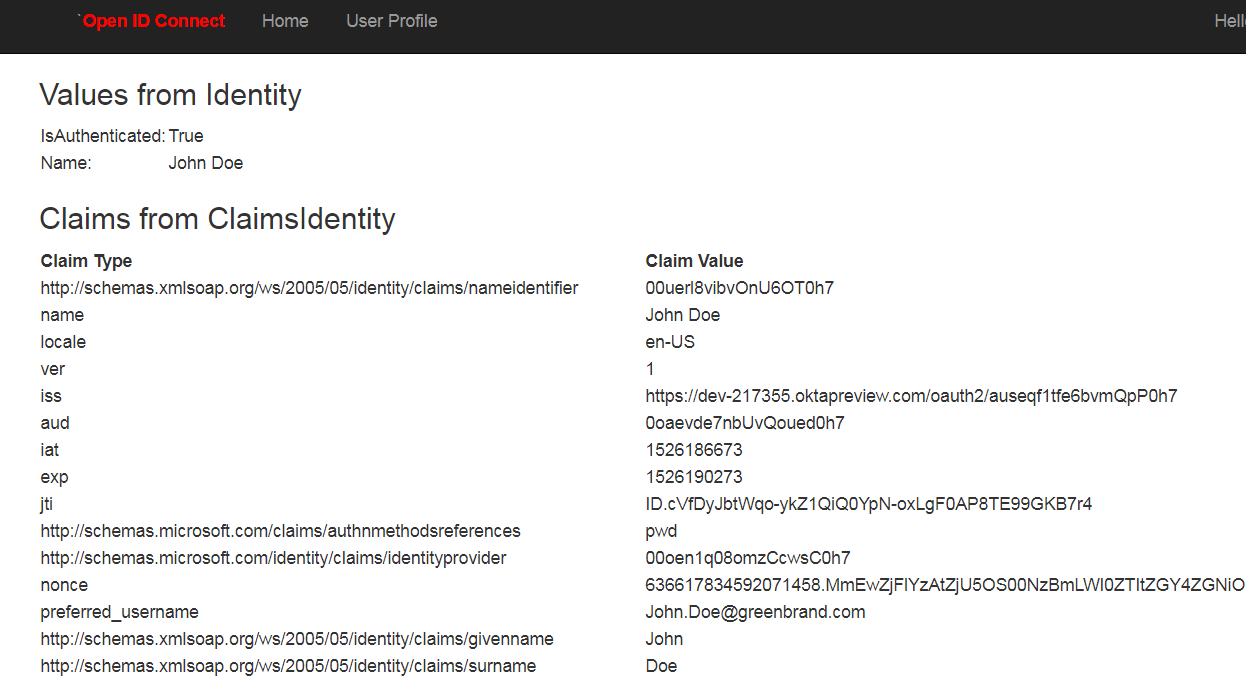 `Open ID Connect Home User Profile Hell
Values from Identity
IsAuthenticated: True
Name: John Doe
Claims from ClaimsIdentity
Claim Type Claim Value
http://schemas.xmlsoap.org/ws/2005/05/identity/claims/nameidentifier 00uerl8vibvOnU6OT0h7
name John Doe
locale en-US
ver 1
iss https://dev-217355.oktapreview.com/oauth2/auseqf1tfe6bvmQpP0h7
aud 0oaevde7nbUvQoued0h7
iat 1526186673
exp 1526190273
jti ID.cVfDyJbtWqo-ykZ1QiQ0YpN-oxLgF0AP8TE99GKB7r4
http://schemas.microsoft.com/claims/authnmethodsreferences pwd
http://schemas.microsoft.com/identity/claims/identityprovider 00oen1q08omzCcwsC0h7
nonce 636617834592071458.MmEwZjFlYzAtZjU5OS00NzBmLWI0ZTItZGY4ZGNiO
preferred_username John.Doe@greenbrand.com
http://schemas.xmlsoap.org/ws/2005/05/identity/claims/givenname John
http://schemas.xmlsoap.org/ws/2005/05/identity/claims/surname Doe